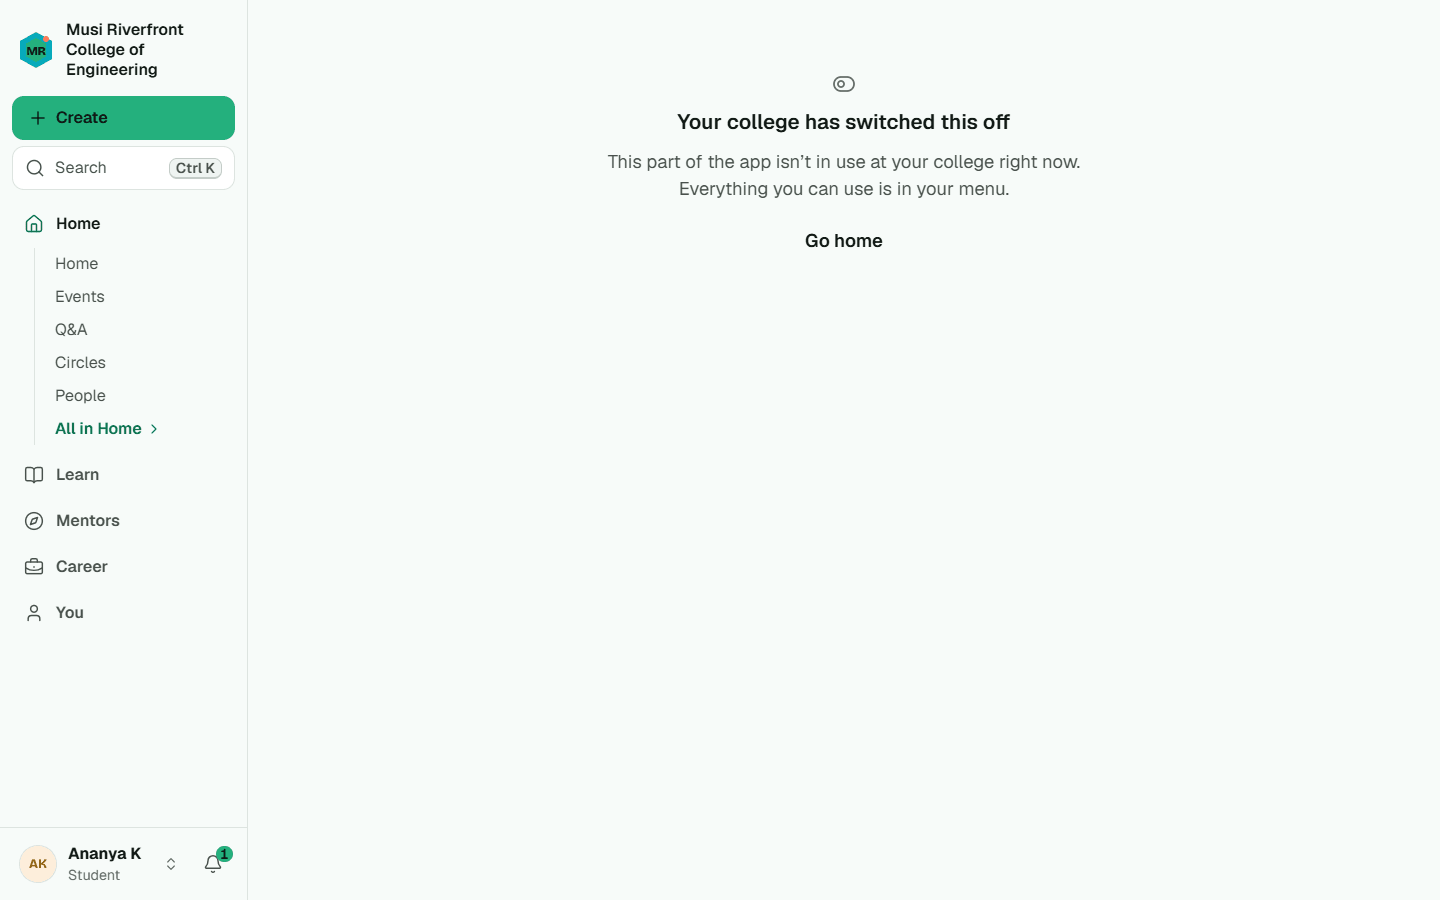 MR
Musi Riverfront
College of
Engineering
Create
Search Ctrl K
Home
Home
Events
Q&A
Circles
People
All in Home
Learn
Mentors
Career
You
AK
Ananya K
Student
1
Your college has switched this off
This part of the app isn’t in use at your college right now.
Everything you can use is in your menu.
Go home